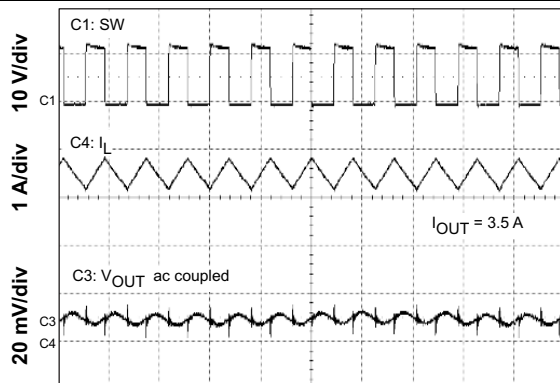 C1: SW
10 V/div
C1
C4: IL
1 A/div
IOUT = 3.5 A
C3: VOUT ac coupled
20 mV/div
C3
C4